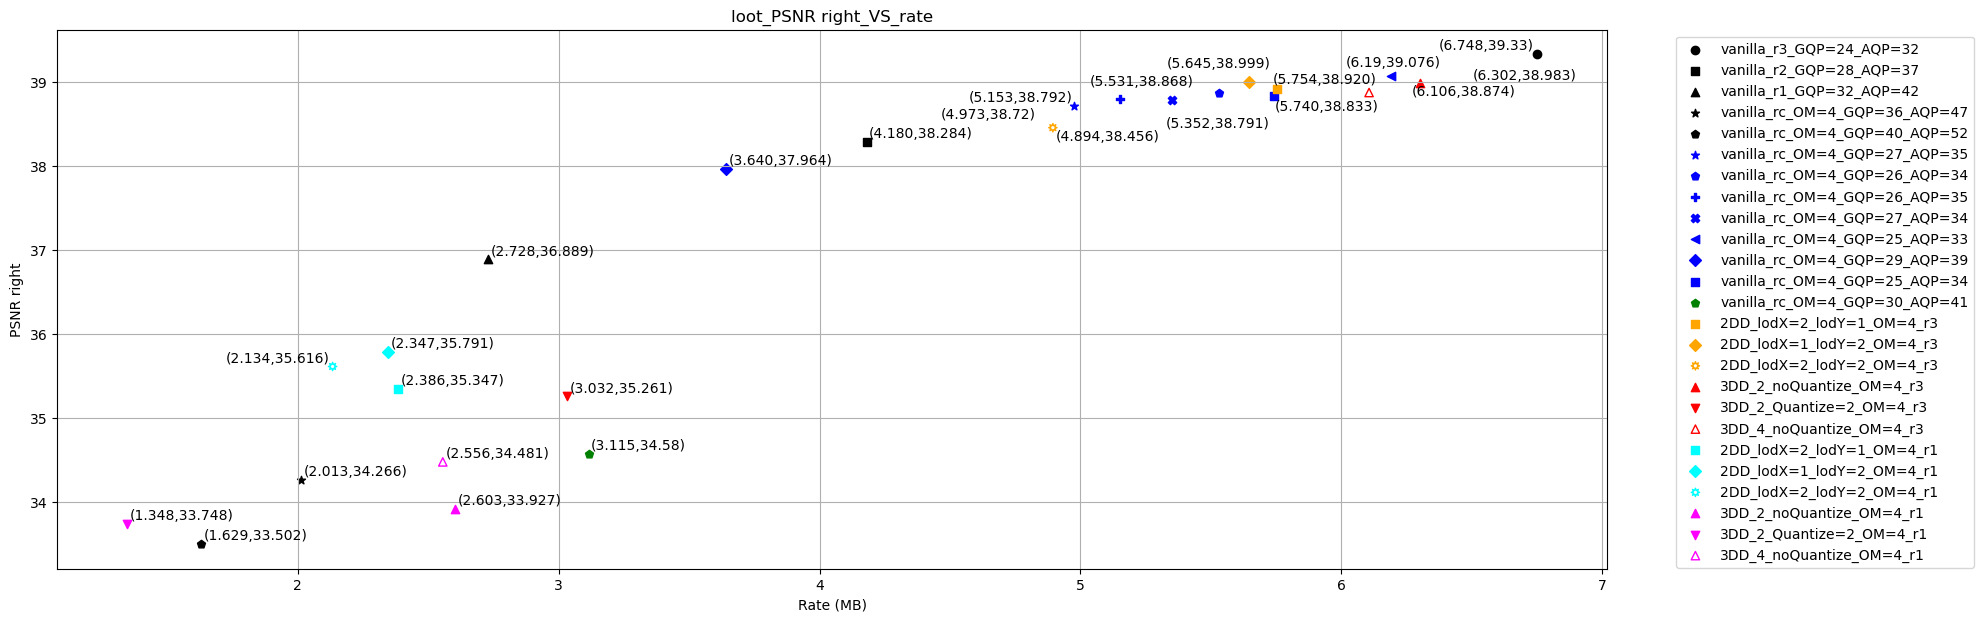 loot_PSNR right_VS_rate
(6.748,39.33)
(6.19,39.076)
(5.645,38.999)
(6.302,38.983)
(5.531,38.868)
(5.754,38.920)
(6.106,38.874)
(5.153,38.792)
(5.740,38.833)
(4.973,38.72)
(5.352,38.791)
(4.180,38.284)
(4.894,38.456)
(3.640,37.964)
(2.728,36.889)
(2.347,35.791)
(2.134,35.616)
(2.386,35.347)
(3.032,35.261)
(3.115,34.58)
(2.556,34.481)
(2.013,34.266)
(2.603,33.927)
(1.348,33.748)
(1.629,33.502)
39
38
37
36
35
34
PSNR right
2
3
4
5
6
7
Rate (MB)
vanilla_r3_GQP=24_AQP=32
vanilla_r2_GQP=28_AQP=37
vanilla_r1_GQP=32_AQP=42
vanilla_rc_OM=4_GQP=36_AQP=47
vanilla_rc_OM=4_GQP=40_AQP=52
vanilla_rc_OM=4_GQP=27_AQP=35
vanilla_rc_OM=4_GQP=26_AQP=34
vanilla_rc_OM=4_GQP=26_AQP=35
vanilla_rc_OM=4_GQP=27_AQP=34
vanilla_rc_OM=4_GQP=25_AQP=33
vanilla_rc_OM=4_GQP=29_AQP=39
vanilla_rc_OM=4_GQP=25_AQP=34
vanilla_rc_OM=4_GQP=30_AQP=41
2DD_lodX=2_lodY=1_OM=4_r3
2DD_lodX=1_lodY=2_OM=4_r3
2DD_lodX=2_lodY=2_OM=4_r3
3DD_2_noQuantize_OM=4_r3
3DD_2_Quantize=2_OM=4_r3
3DD_4_noQuantize_OM=4_r3
2DD_lodX=2_lodY=1_OM=4_r1
2DD_lodX=1_lodY=2_OM=4_r1
2DD_lodX=2_lodY=2_OM=4_r1
3DD_2_noQuantize_OM=4_r1
3DD_2_Quantize=2_OM=4_r1
3DD_4_noQuantize_OM=4_r1